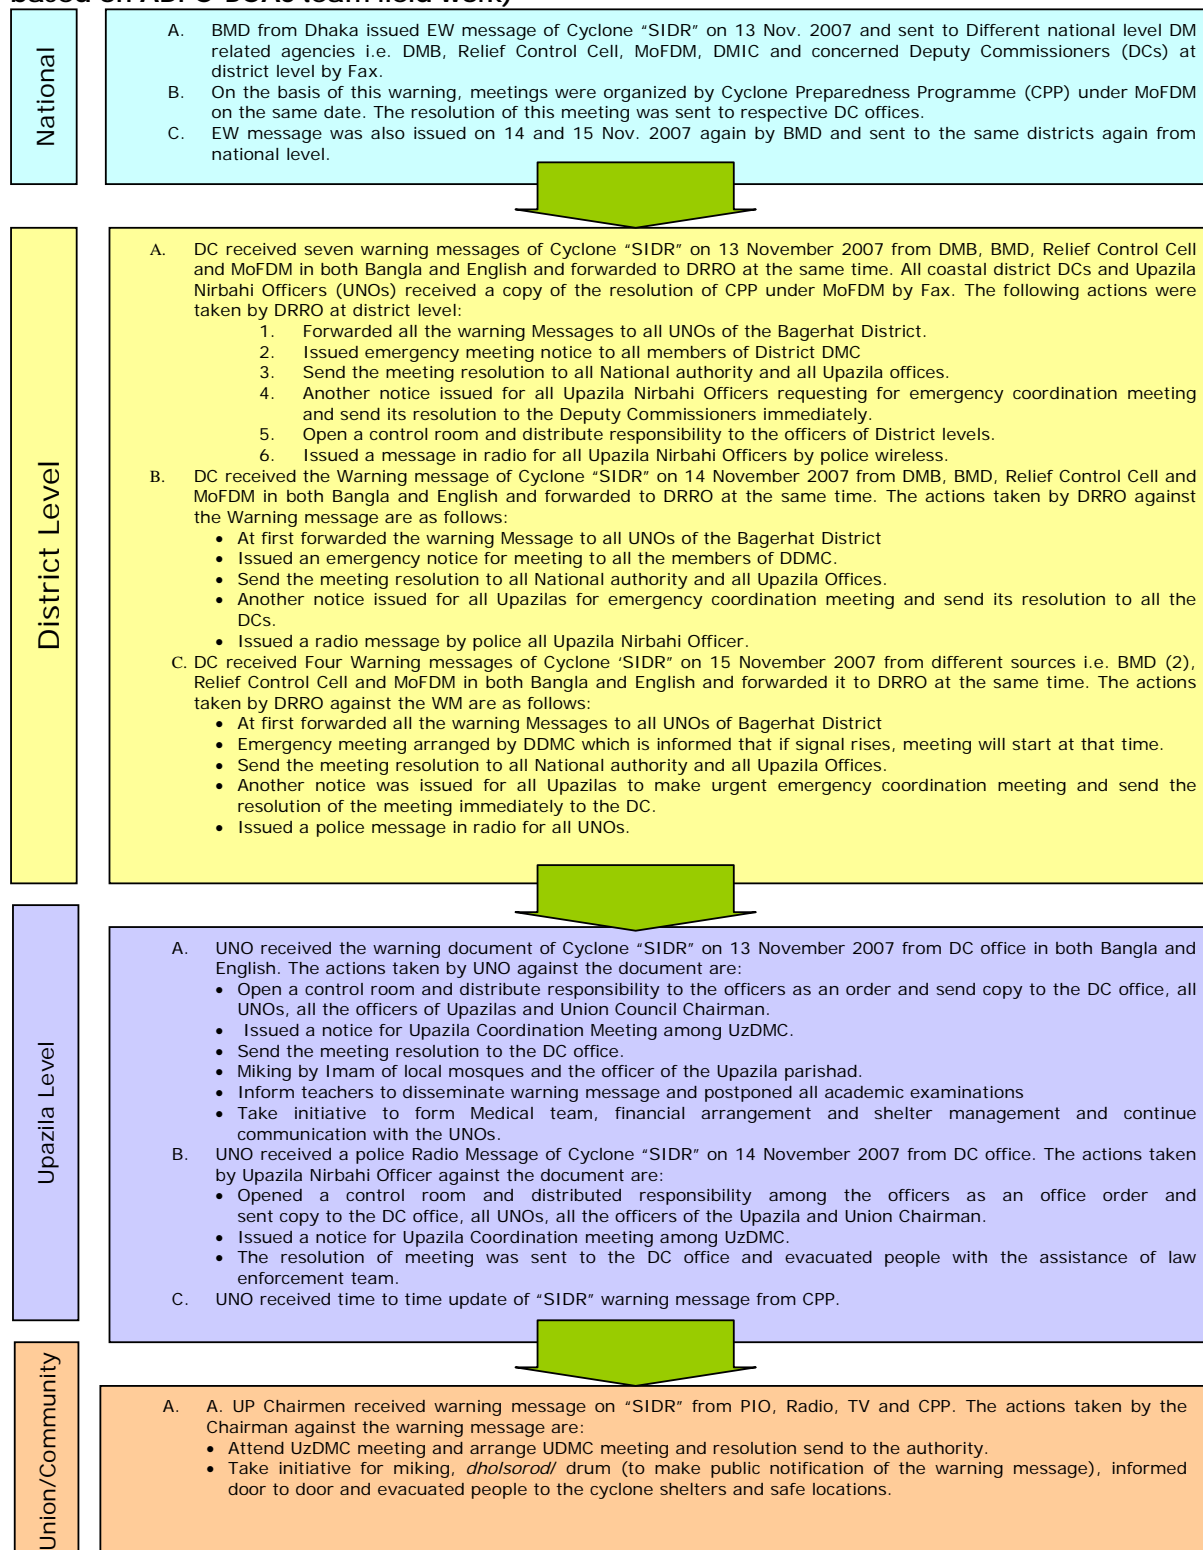 based on ADPC-BCAS team field work)
National
A. BMD from Dhaka issued EW message of Cyclone “SIDR” on 13 Nov. 2007 and sent to Different national level DM
related agencies i.e. DMB, Relief Control Cell, MoFDM, DMIC and concerned Deputy Commissioners (DCs) at
district level by Fax.
B. On the basis of this warning, meetings were organized by Cyclone Preparedness Programme (CPP) under MoFDM
on the same date. The resolution of this meeting was sent to respective DC offices.
C. EW message was also issued on 14 and 15 Nov. 2007 again by BMD and sent to the same districts again from
national level.
District Level
A. DC received seven warning messages of Cyclone “SIDR” on 13 November 2007 from DMB, BMD, Relief Control Cell
and MoFDM in both Bangla and English and forwarded to DRRO at the same time. All coastal district DCs and Upazila
Nirbahi Officers (UNOs) received a copy of the resolution of CPP under MoFDM by Fax. The following actions were
taken by DRRO at district level:
1. Forwarded all the warning Messages to all UNOs of the Bagerhat District.
2. Issued emergency meeting notice to all members of District DMC
3. Send the meeting resolution to all National authority and all Upazila offices.
4. Another notice issued for all Upazila Nirbahi Officers requesting for emergency coordination meeting
and send its resolution to the Deputy Commissioners immediately.
5. Open a control room and distribute responsibility to the officers of District levels.
6. Issued a message in radio for all Upazila Nirbahi Officers by police wireless.
B. DC received the Warning message of Cyclone “SIDR” on 14 November 2007 from DMB, BMD, Relief Control Cell and
MoFDM in both Bangla and English and forwarded to DRRO at the same time. The actions taken by DRRO against
the Warning message are as follows:
• At first forwarded the warning Message to all UNOs of the Bagerhat District
• Issued an emergency notice for meeting to all the members of DDMC.
• Send the meeting resolution to all National authority and all Upazila Offices.
• Another notice issued for all Upazilas for emergency coordination meeting and send its resolution to all the
DCs.
• Issued a radio message by police all Upazila Nirbahi Officer.
C. DC received Four Warning messages of Cyclone ‘SIDR” on 15 November 2007 from different sources i.e. BMD (2),
Relief Control Cell and MoFDM in both Bangla and English and forwarded it to DRRO at the same time. The actions
taken by DRRO against the WM are as follows:
• At first forwarded all the warning Messages to all UNOs of Bagerhat District
• Emergency meeting arranged by DDMC which is informed that if signal rises, meeting will start at that time.
• Send the meeting resolution to all National authority and all Upazila Offices.
• Another notice was issued for all Upazilas to make urgent emergency coordination meeting and send the
resolution of the meeting immediately to the DC.
• Issued a police message in radio for all UNOs.
Upazila Level
A. UNO received the warning document of Cyclone “SIDR” on 13 November 2007 from DC office in both Bangla and
English. The actions taken by UNO against the document are:
• Open a control room and distribute responsibility to the officers as an order and send copy to the DC office, all
UNOs, all the officers of Upazilas and Union Council Chairman.
• Issued a notice for Upazila Coordination Meeting among UzDMC.
• Send the meeting resolution to the DC office.
• Miking by Imam of local mosques and the officer of the Upazila parishad.
• Inform teachers to disseminate warning message and postponed all academic examinations
• Take initiative to form Medical team, financial arrangement and shelter management and continue
communication with the UNOs.
B. UNO received a police Radio Message of Cyclone “SIDR” on 14 November 2007 from DC office. The actions taken
by Upazila Nirbahi Officer against the document are:
• Opened a control room and distributed responsibility among the officers as an office order and
sent copy to the DC office, all UNOs, all the officers of the Upazila and Union Chairman.
• Issued a notice for Upazila Coordination meeting among UzDMC.
• The resolution of meeting was sent to the DC office and evacuated people with the assistance of law
enforcement team.
C. UNO received time to time update of “SIDR” warning message from CPP.
Union/Community
A. A. UP Chairmen received warning message on “SIDR” from PIO, Radio, TV and CPP. The actions taken by the
Chairman against the warning message are:
• Attend UzDMC meeting and arrange UDMC meeting and resolution send to the authority.
• Take initiative for miking, dholsorod/ drum (to make public notification of the warning message), informed
door to door and evacuated people to the cyclone shelters and safe locations.